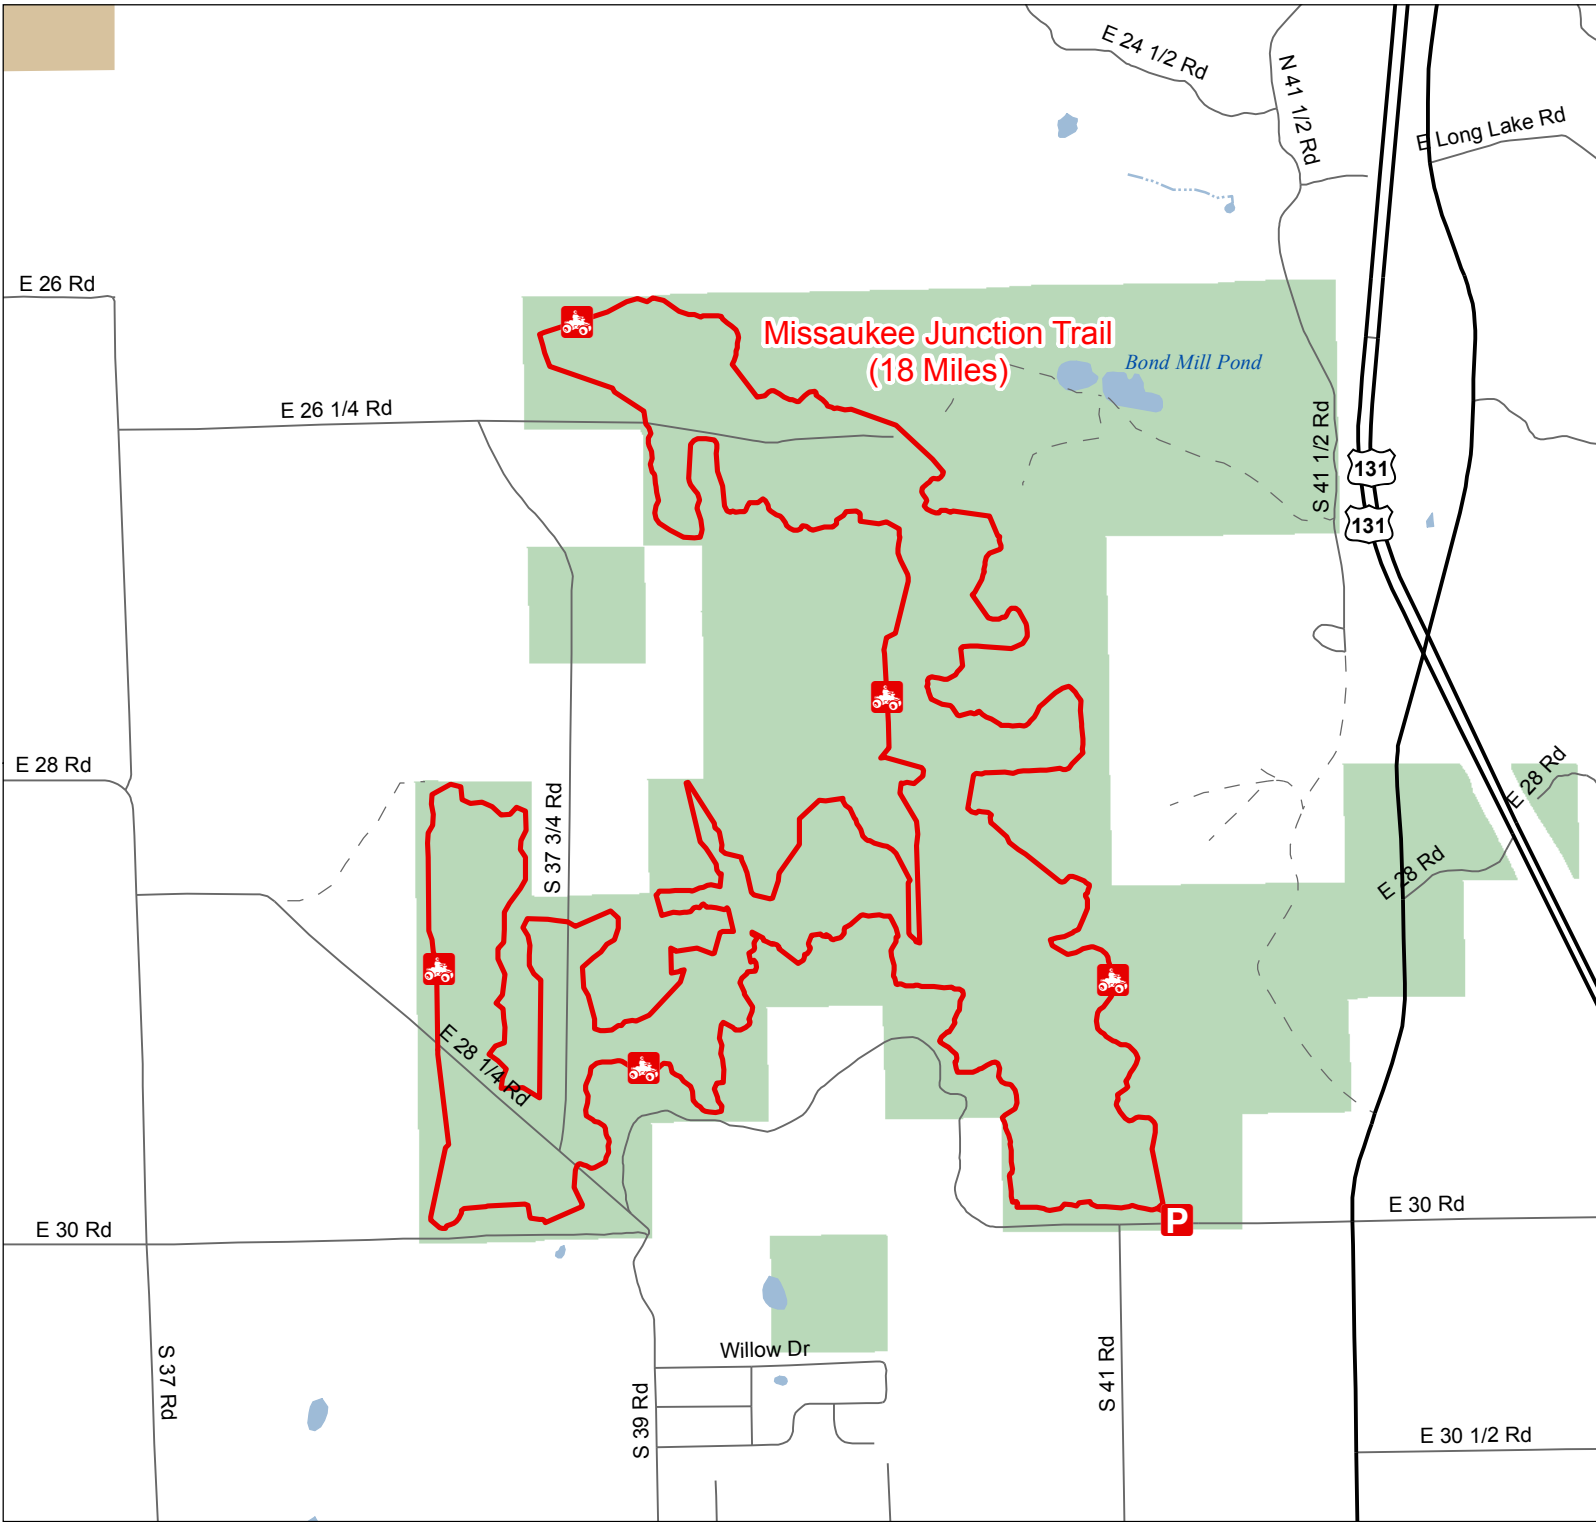 E 24 1/2 Rd
N 41 1/2 Rd
E Long Lake Rd
E 26 Rd
Missaukee Junction Trail
(18 Miles)
Bond Mill Pond
E 26 1/4 Rd
S 41 1/2 Rd
131
131
E 28 Rd
S 37 3/4 Rd
E 28 Rd
E 28 Rd
E 28 1/4 Rd
E 30 Rd
P
E 30 Rd
S 37 Rd
Willow Dr
S 39 Rd
S 41 Rd
E 30 1/2 Rd